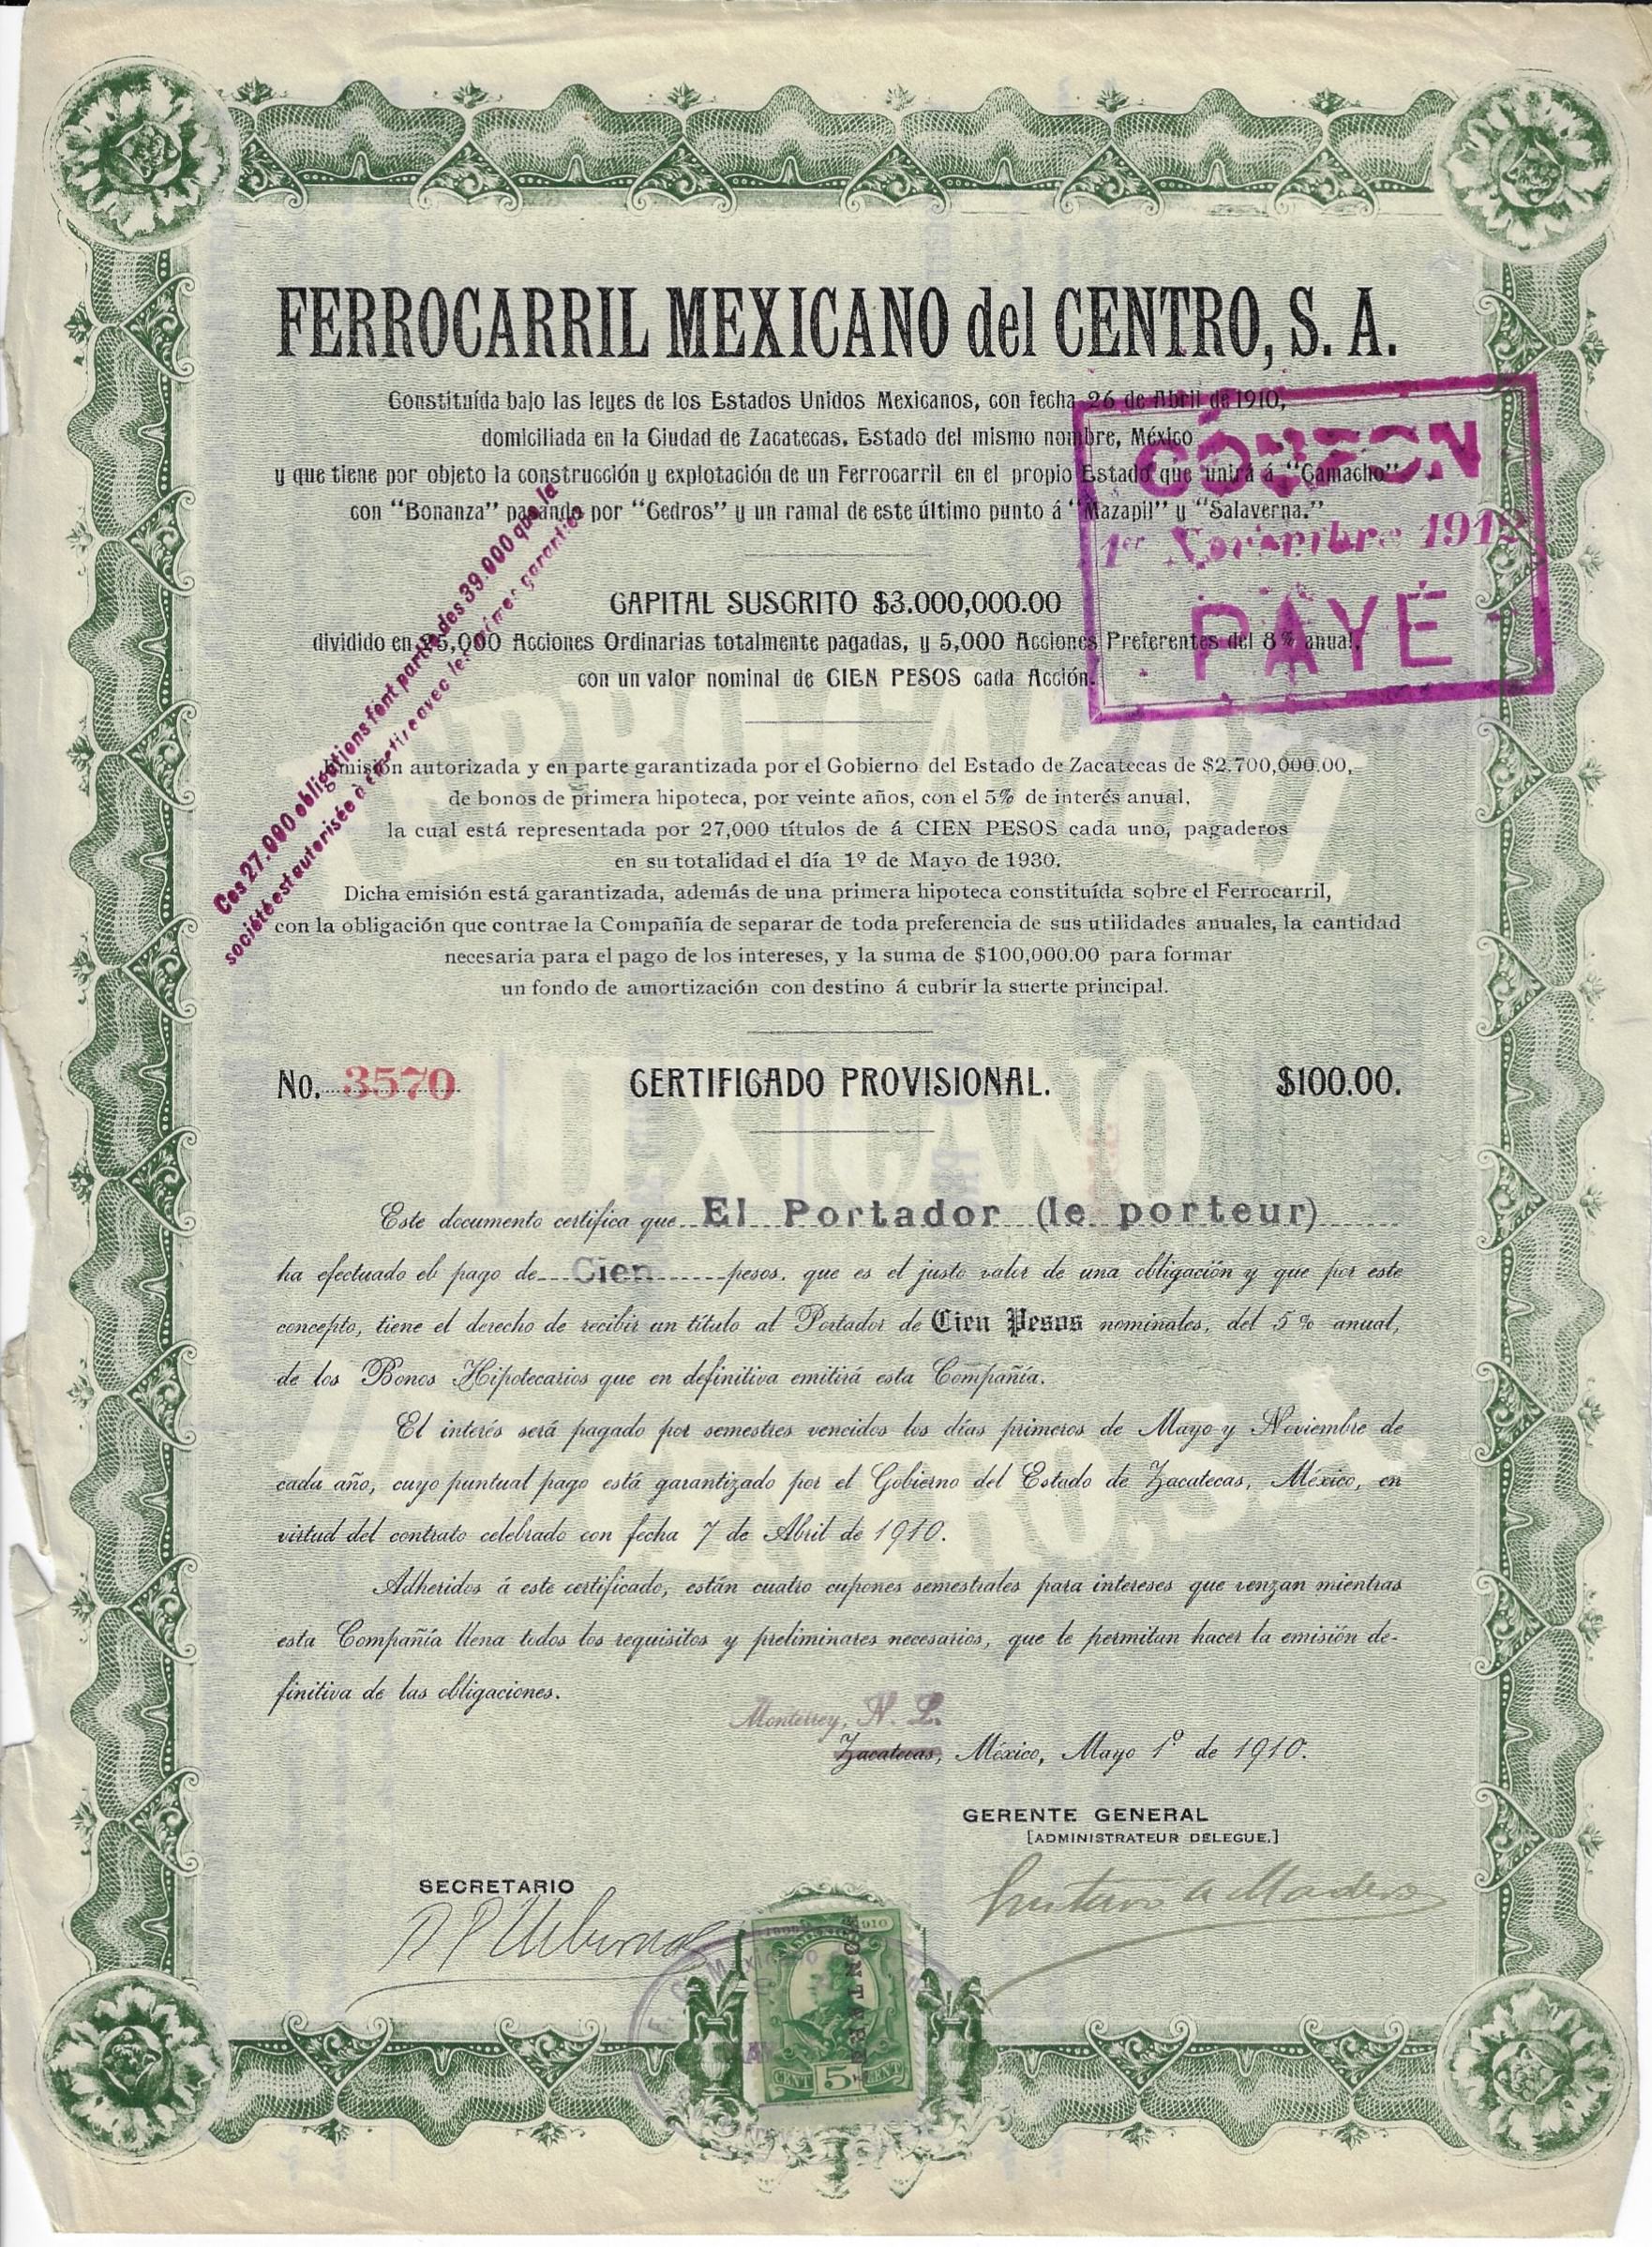 FERROCARRIL MEXICANO del CENTRO, S. A.
Constituída bajo las leyes de los Estados Unidos Mexicanos, con fecha 26 de Abril de 1910,
domiciliada en la Ciudad de Zacatecas, Estado del mismo nombre, México
y que tiene por objeto la construcción y explotación de un Ferrocarril en el propio Estado que unirá á "Camacho"
con "Bonanza" pasando por "Cedros" y un ramal de este último punto á "Mazapil" y "Salaverna."
COUPON
1er Novembre 1912
PAYÉ
CAPITAL SUSCRITO $3.000,000.00
dividido en 25,000 Acciones Ordinarias totalmente pagadas, y 5,000 Acciones Preferentes del 8% anual,
con un valor nominal de CIEN PESOS cada Acción.
Ces 27.000 obligations font partie des 39.000 que la
société est autorisée à émettre avec les mêmes garanties
Emisión autorizada y en parte garantizada por el Gobierno del Estado de Zacatecas de $2.700,000.00,
de bonos de primera hipoteca, por veinte años, con el 5% de interés anual,
la cual está representada por 27,000 títulos de á CIEN PESOS cada uno, pagaderos
en su totalidad el día 1º de Mayo de 1930.
Dicha emisión está garantizada, además de una primera hipoteca constituída sobre el Ferrocarril,
con la obligación que contrae la Compañía de separar de toda preferencia de sus utilidades anuales, la cantidad
necesaria para el pago de los intereses, y la suma de $100,000.00 para formar
un fondo de amortización con destino á cubrir la suerte principal.
No. 3570 CERTIFICADO PROVISIONAL. $100.00.
Este documento certifica que El Portador (le porteur)
ha efectuado el pago de Cien pesos, que es el justo valor de una obligación y que por este
concepto, tiene el derecho de recibir un título al Portador de Cien Pesos nominales, del 5% anual,
de los Bonos Hipotecarios que en definitiva emitirá esta Compañía.
El interés será pagado por semestres vencidos los días primeros de Mayo y Noviembre de
cada año, cuyo puntual pago está garantizado por el Gobierno del Estado de Zacatecas, México, en
virtud del contrato celebrado con fecha 7 de Abril de 1910.
Adheridos á este certificado, están cuatro cupones semestrales para intereses que venzan mientras
esta Compañía llena todos los requisitos y preliminares necesarios, que le permitan hacer la emisión de-
finitiva de las obligaciones.
Monterrey, N. L.
Zacatecas, México, Mayo 1º de 1910.
GERENTE GENERAL
[ADMINISTRATEUR DELEGUE.]
Gustavo A Madero
SECRETARIO
1910
CENT 5 CENT
FERROCARRIL
MEXICANO
del CENTRO, S. A.